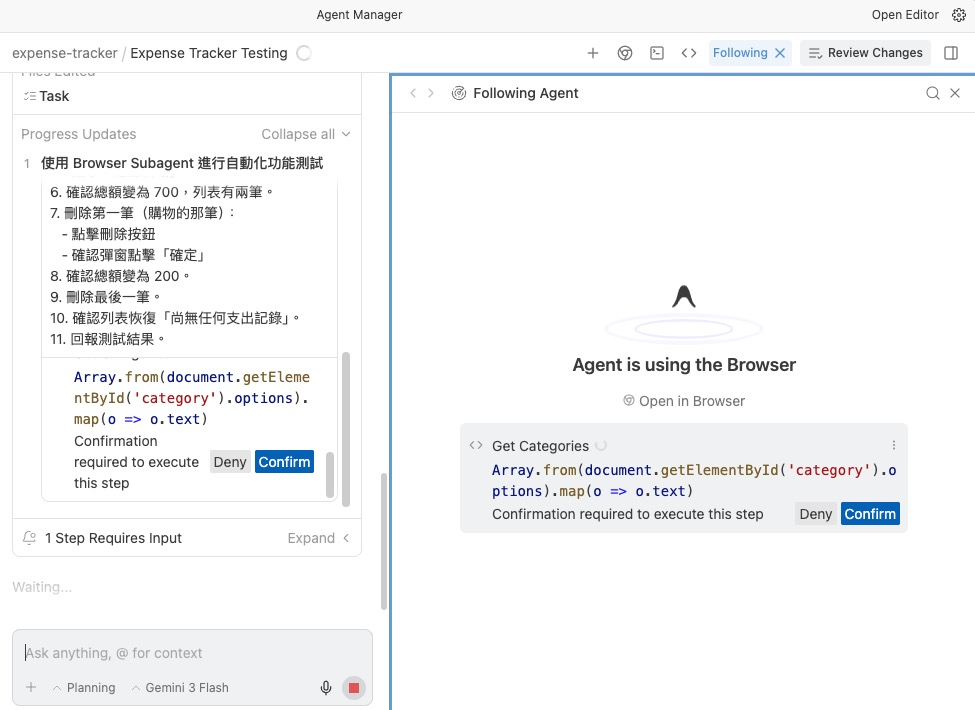 Agent Manager
Open Editor
expense-tracker / Expense Tracker Testing
Following
Review Changes
Files Edited
Task
Progress Updates
Collapse all
1 使用 Browser Subagent 進行自動化功能測試
6. 確認總額變為 700，列表有兩筆。
7. 刪除第一筆（購物的那筆）：
- 點擊刪除按鈕
- 確認彈窗點擊「確定」
8. 確認總額變為 200。
9. 刪除最後一筆。
10. 確認列表恢復「尚無任何支出記錄」。
11. 回報測試結果。
Array.from(document.getEleme
ntById('category').options).
map(o => o.text)
Confirmation
required to execute
this step
Deny
Confirm
1 Step Requires Input
Expand
Waiting...
Ask anything, @ for context
Planning
Gemini 3 Flash
Following Agent
Agent is using the Browser
Open in Browser
Get Categories
Array.from(document.getElementById('category').o
ptions).map(o => o.text)
Confirmation required to execute this step
Deny
Confirm